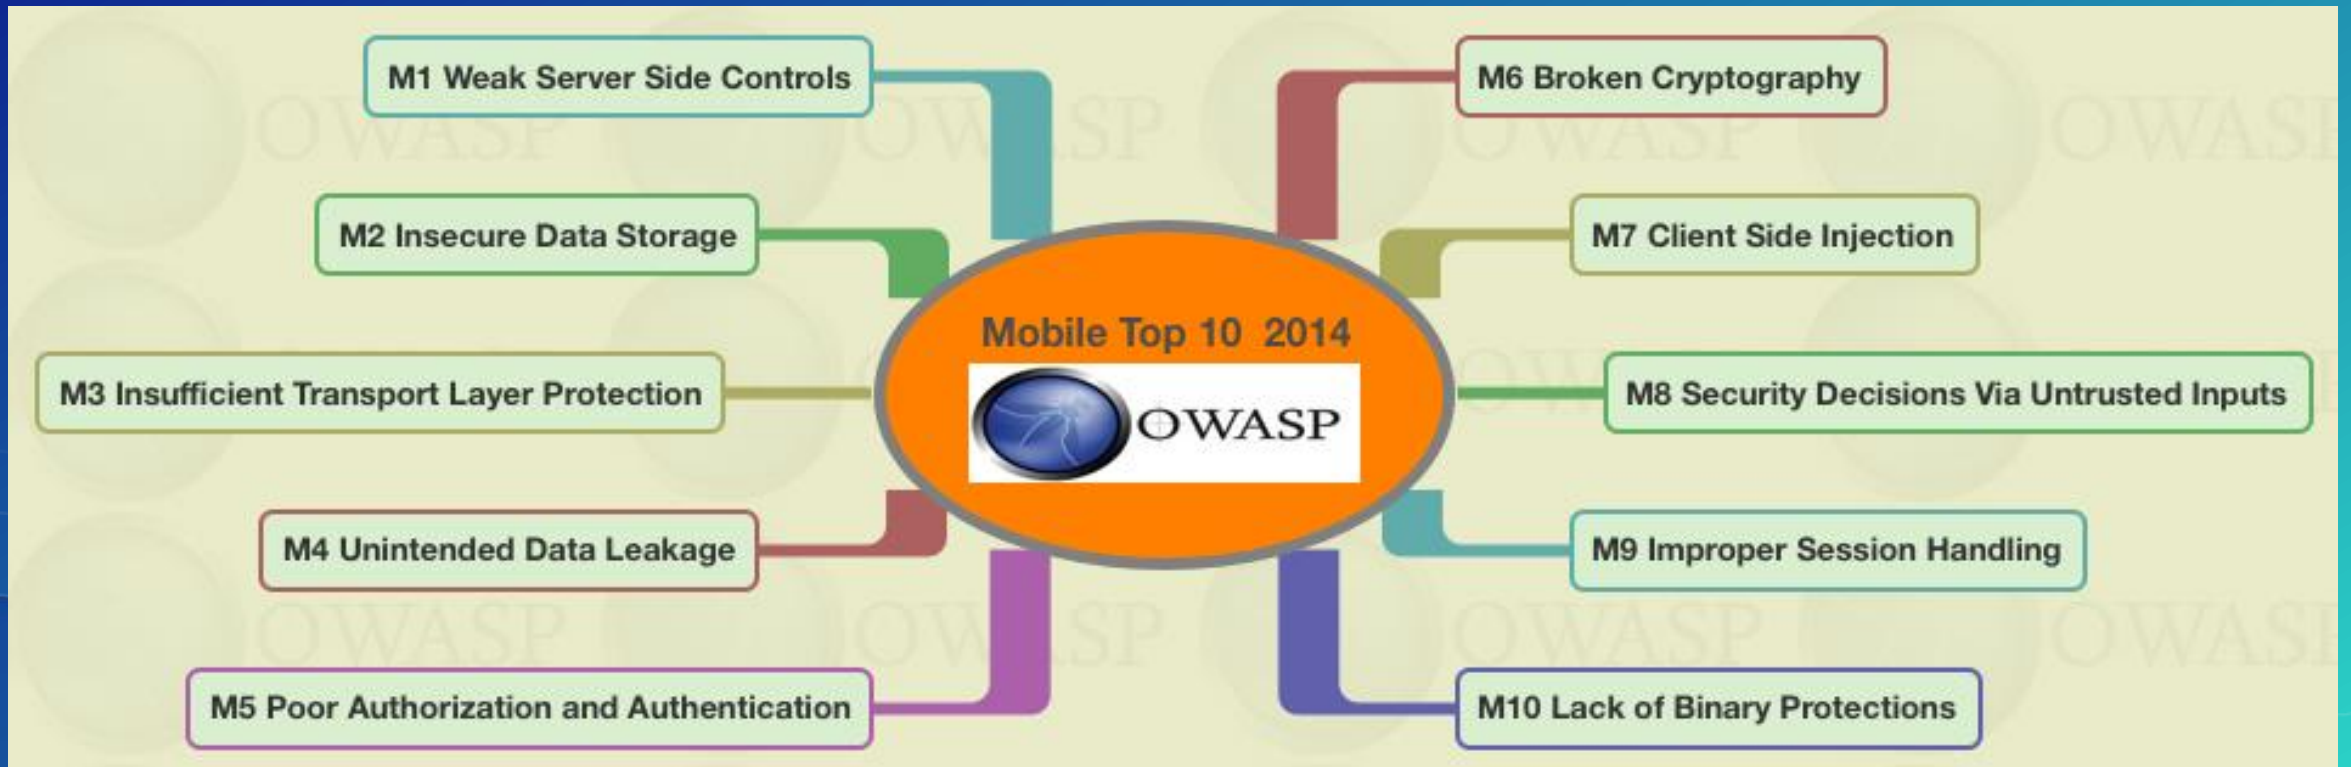 M1 Weak Server Side Controls
M2 Insecure Data Storage
M3 Insufficient Transport Layer Protection
M4 Unintended Data Leakage
M5 Poor Authorization and Authentication
Mobile Top 10 2014
OWASP
M6 Broken Cryptography
M7 Client Side Injection
M8 Security Decisions Via Untrusted Inputs
M9 Improper Session Handling
M10 Lack of Binary Protections